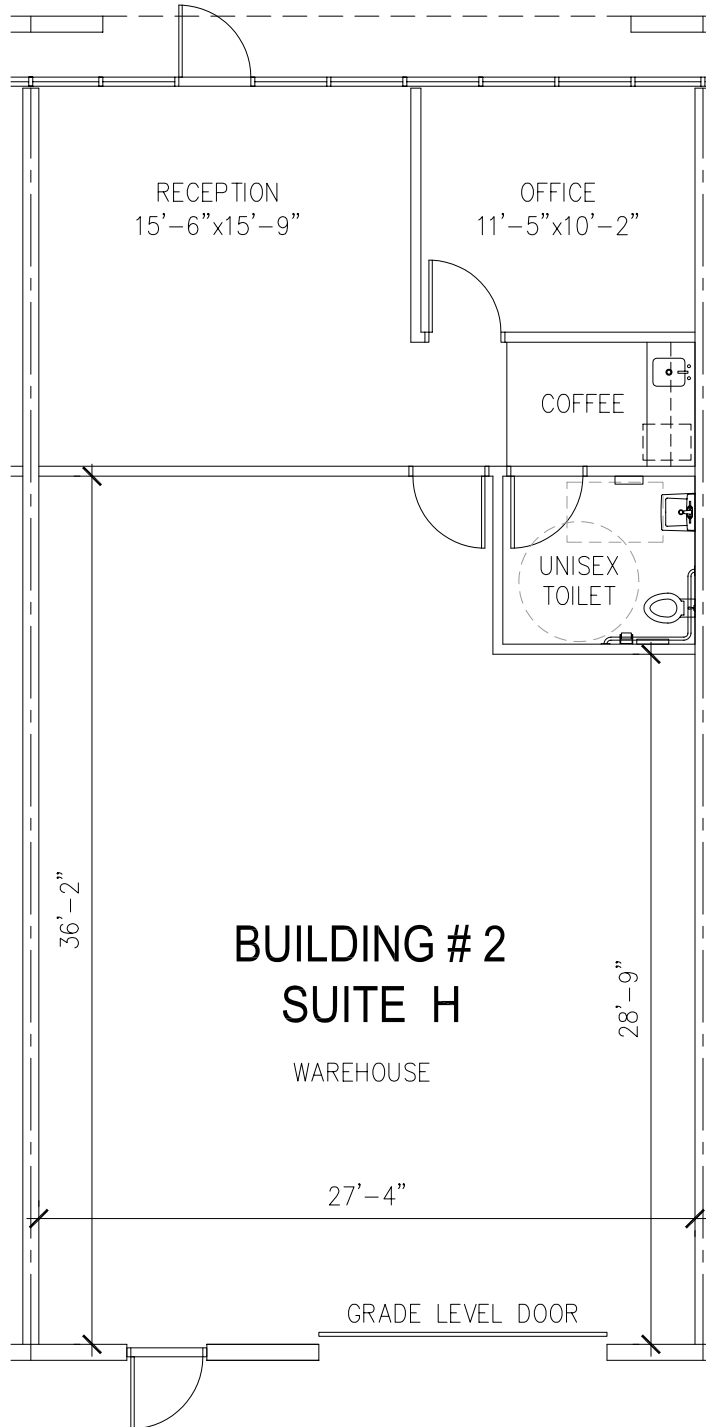 RECEPTION
15'-6"x15'-9"
OFFICE
11'-5"x10'-2"
COFFEE
UNISEX
TOILET
36'-2"
BUILDING # 2
SUITE H
28'-9"
WAREHOUSE
27'-4"
GRADE LEVEL DOOR